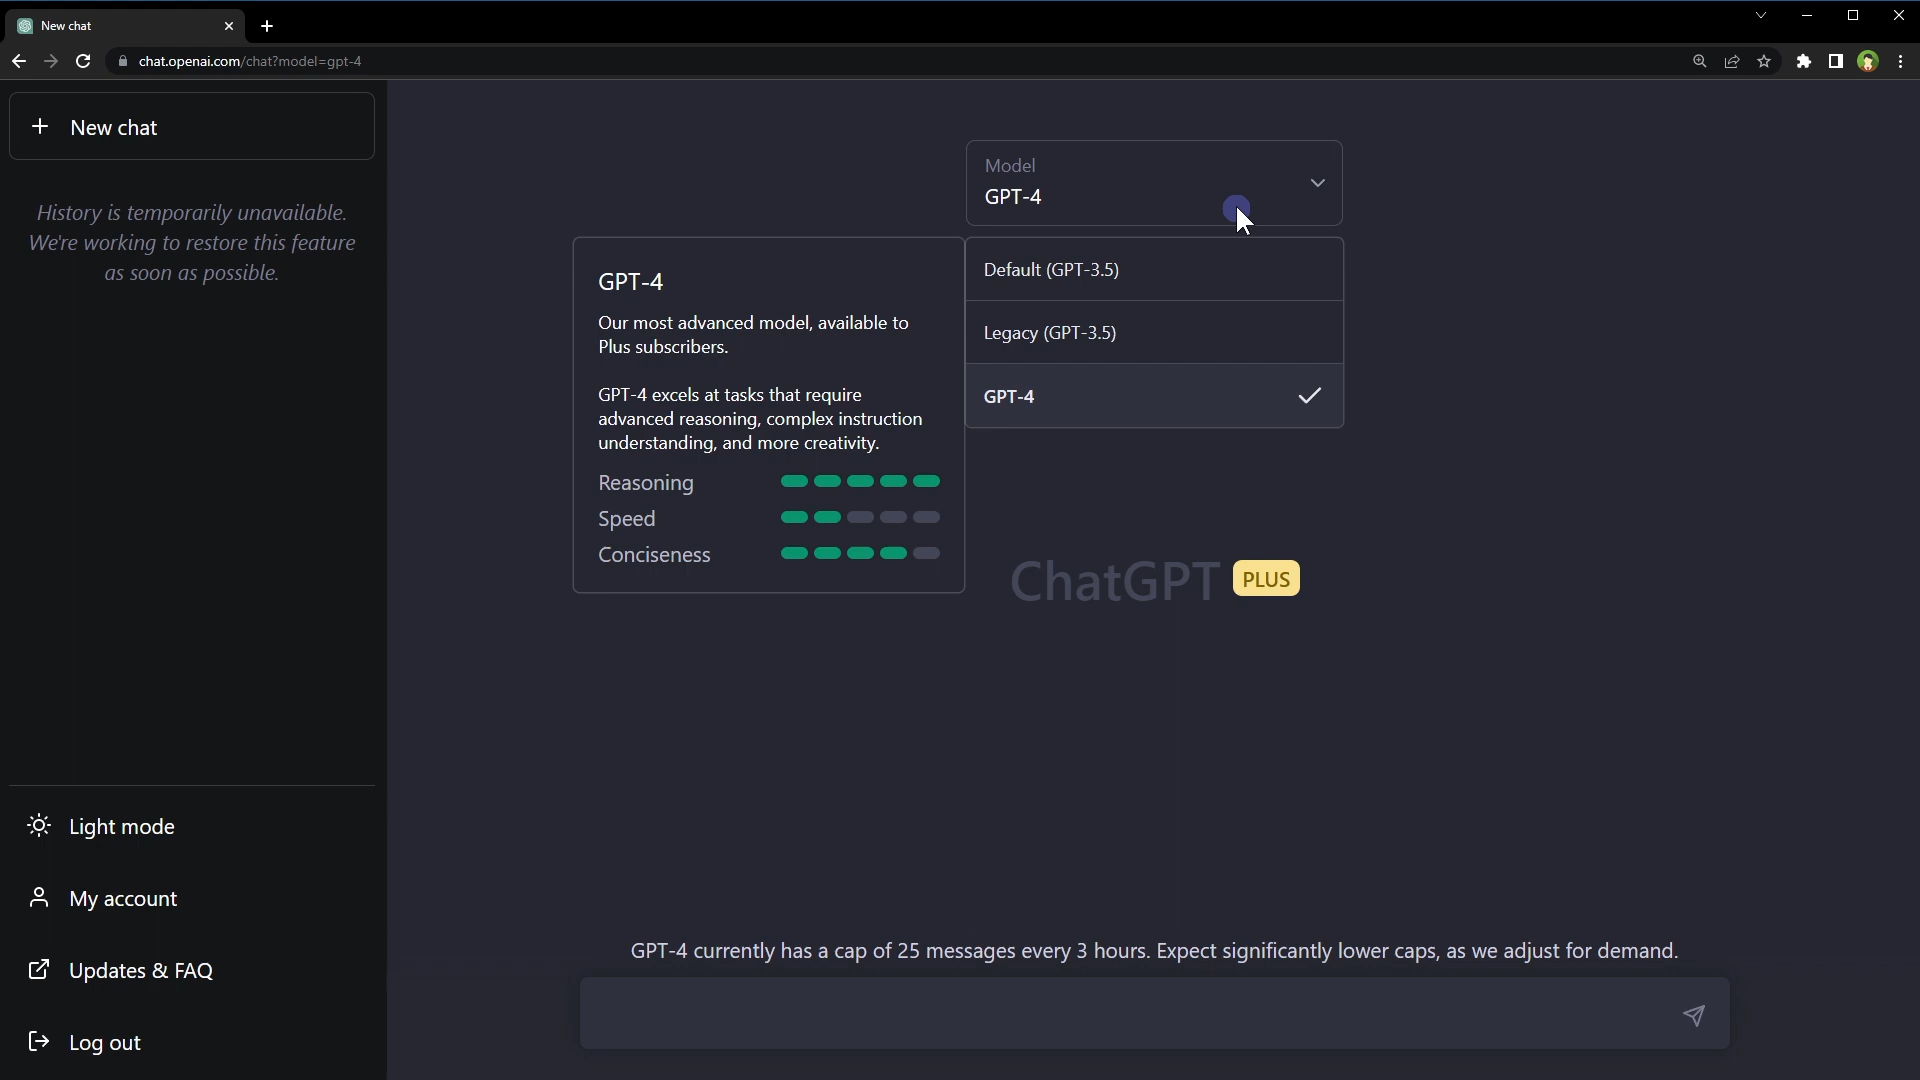 New chat
chat.openai.com/chat?model=gpt-4
New chat
History is temporarily unavailable.
We're working to restore this feature
as soon as possible.
Light mode
My account
Updates & FAQ
Log out
Model
GPT-4
Default (GPT-3.5)
Legacy (GPT-3.5)
GPT-4
GPT-4
Our most advanced model, available to
Plus subscribers.
GPT-4 excels at tasks that require
advanced reasoning, complex instruction
understanding, and more creativity.
Reasoning
Speed
Conciseness
ChatGPT PLUS
GPT-4 currently has a cap of 25 messages every 3 hours. Expect significantly lower caps, as we adjust for demand.